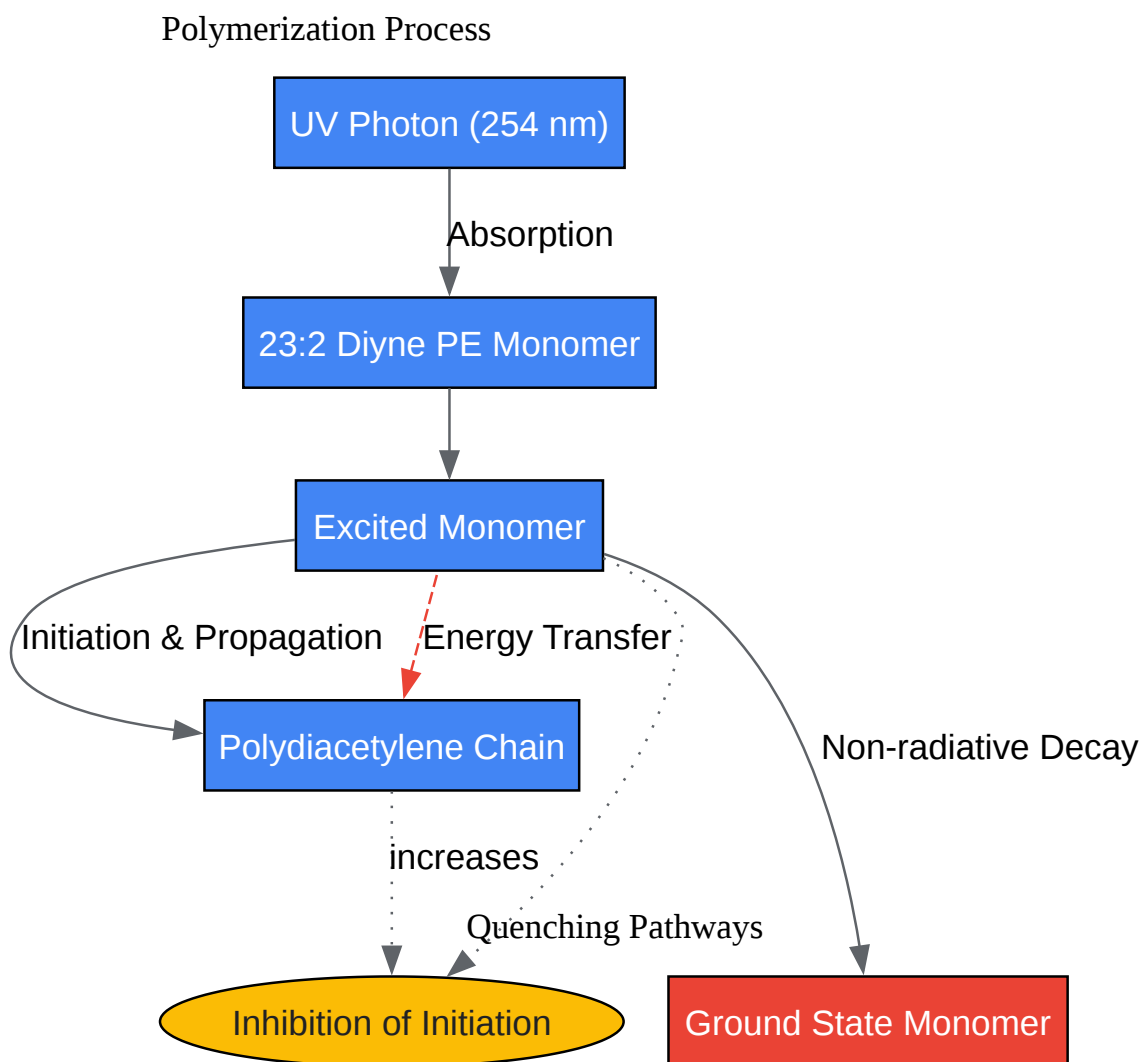 Polymerization Process
UV Photon (254 nm)
Absorption
23:2 Diyne PE Monomer
Excited Monomer
Initiation & Propagation
Energy Transfer
Polydiacetylene Chain
Non-radiative Decay
increases
Quenching Pathways
Inhibition of Initiation
Ground State Monomer